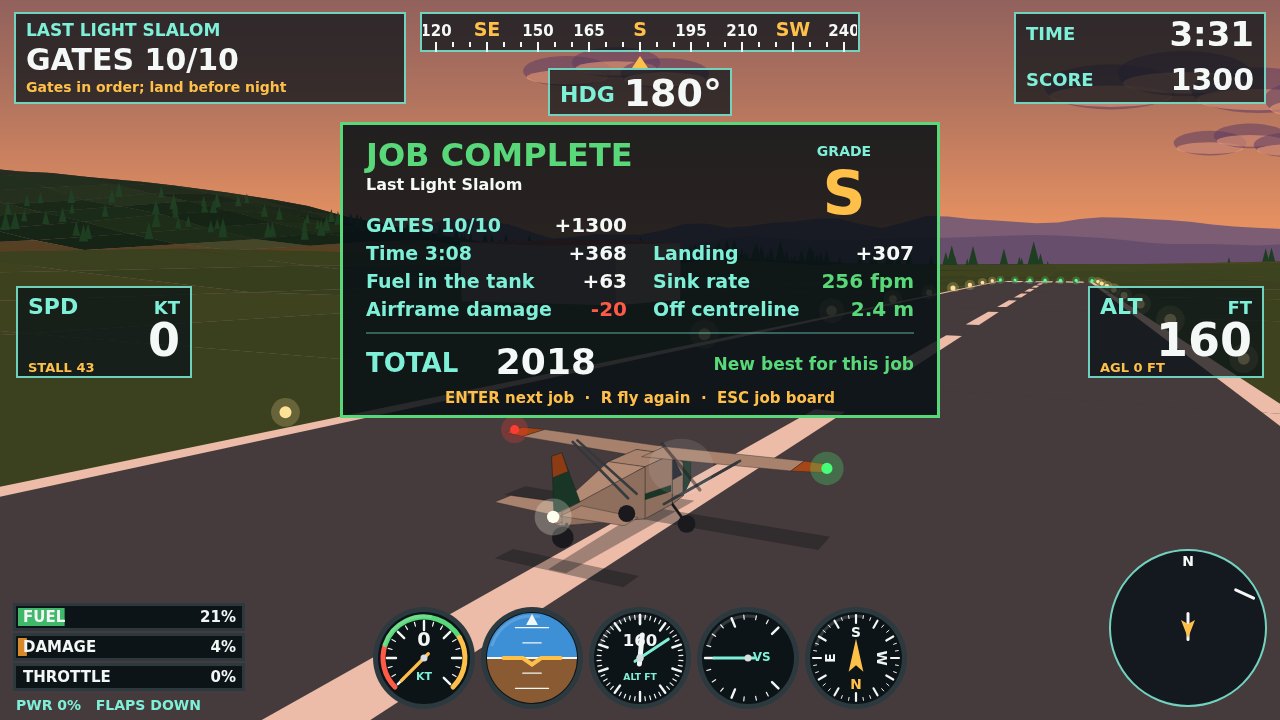 LAST LIGHT SLALOM
GATES 10/10
Gates in order; land before night
120 SE 150 165 S 195 210 SW 240
HDG 180°
TIME 3:31
SCORE 1300
JOB COMPLETE
Last Light Slalom
GRADE
S
GATES 10/10 +1300
Time 3:08 +368 Landing +307
Fuel in the tank +63 Sink rate 256 fpm
Airframe damage -20 Off centreline 2.4 m
TOTAL 2018 New best for this job
ENTER next job · R fly again · ESC job board
SPD KT
0
STALL 43
ALT FT
160
AGL 0 FT
FUEL 21%
DAMAGE 4%
THROTTLE 0%
PWR 0% FLAPS DOWN
0
KT
160
ALT FT
VS
S
E W
N
N